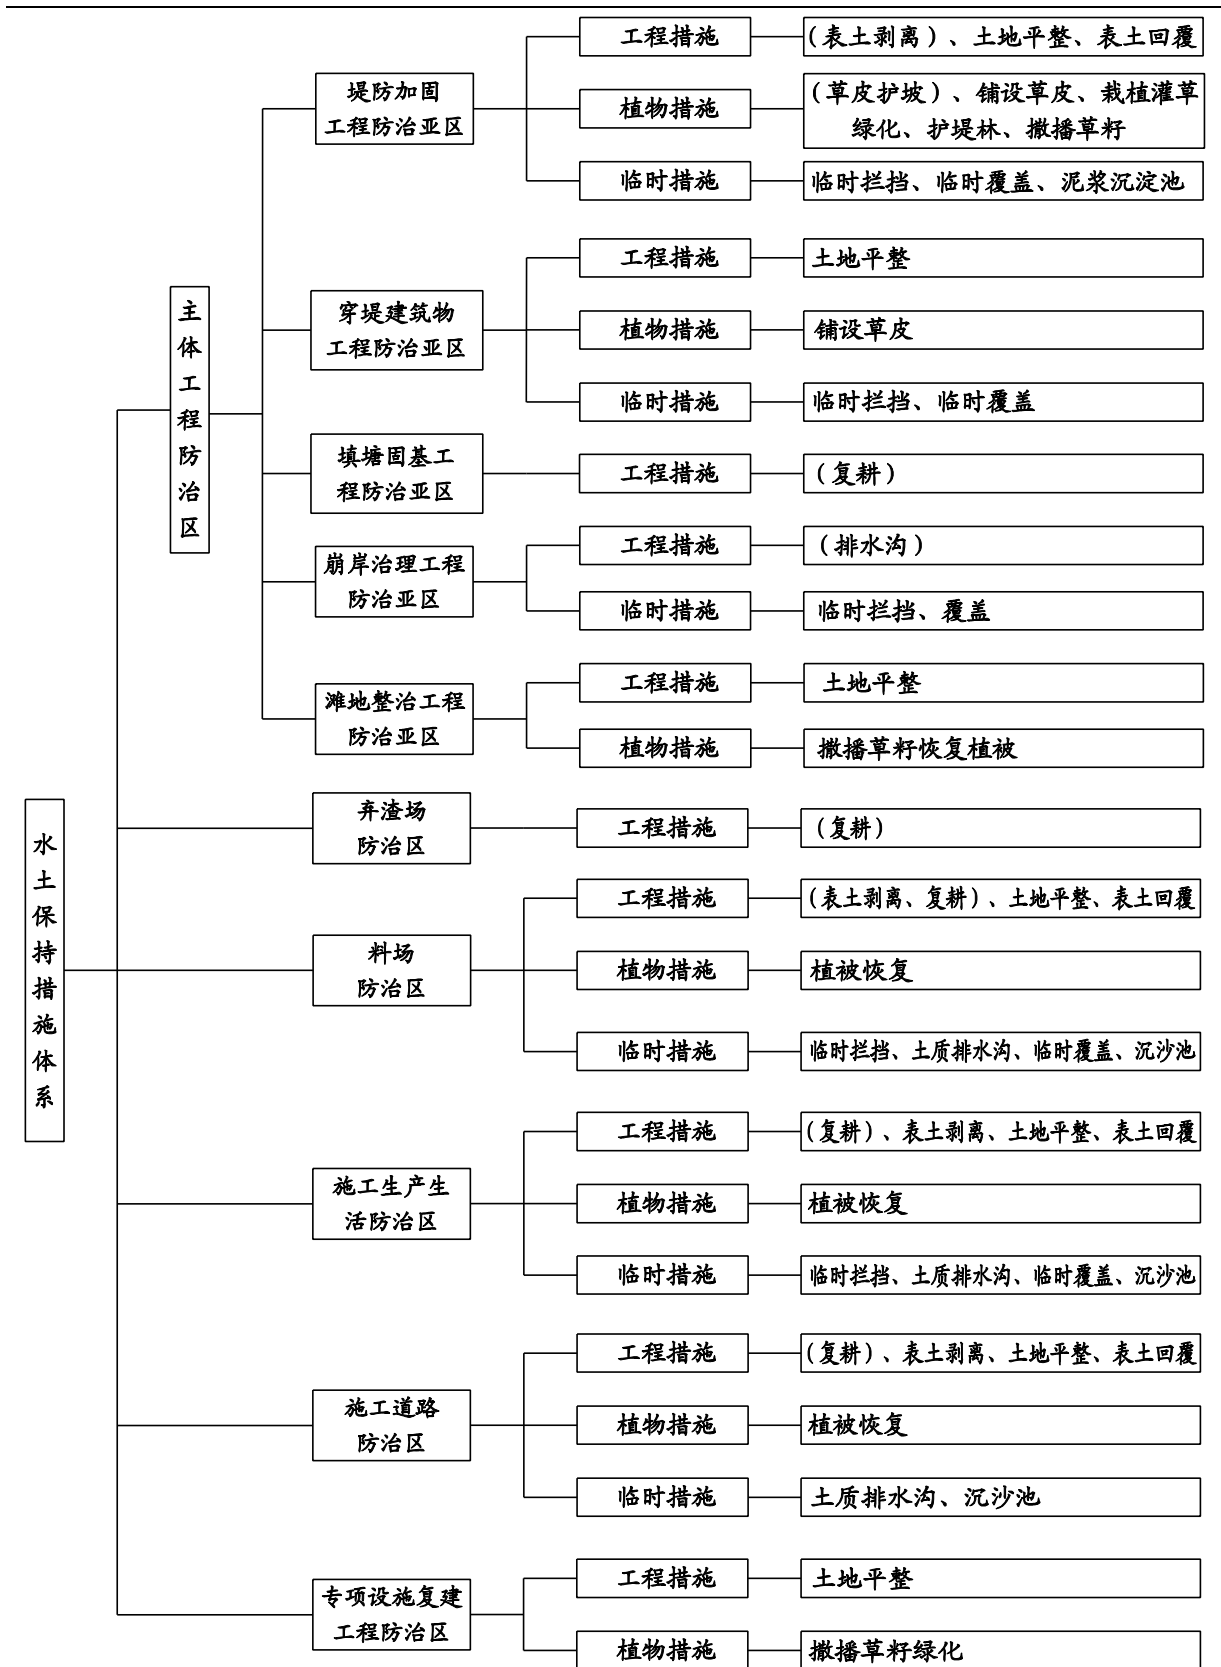 水土保持措施体系
主体工程防治区
堤防加固
工程防治亚区
工程措施
(表土剥离)、土地平整、表土回覆
植物措施
(草皮护坡)、铺设草皮、栽植灌草
绿化、护堤林、撒播草籽
临时措施
临时拦挡、临时覆盖、泥浆沉淀池
穿堤建筑物
工程防治亚区
工程措施
土地平整
植物措施
铺设草皮
临时措施
临时拦挡、临时覆盖
填塘固基工
程防治亚区
工程措施
(复耕)
崩岸治理工程
防治亚区
工程措施
(排水沟)
临时措施
临时拦挡、覆盖
滩地整治工程
防治亚区
工程措施
土地平整
植物措施
撒播草籽恢复植被
弃渣场
防治区
工程措施
(复耕)
料场
防治区
工程措施
(表土剥离、复耕)、土地平整、表土回覆
植物措施
植被恢复
临时措施
临时拦挡、土质排水沟、临时覆盖、沉沙池
施工生产生
活防治区
工程措施
(复耕)、表土剥离、土地平整、表土回覆
植物措施
植被恢复
临时措施
临时拦挡、土质排水沟、临时覆盖、沉沙池
施工道路
防治区
工程措施
(复耕)、表土剥离、土地平整、表土回覆
植物措施
植被恢复
临时措施
土质排水沟、沉沙池
专项设施复建
工程防治区
工程措施
土地平整
植物措施
撒播草籽绿化